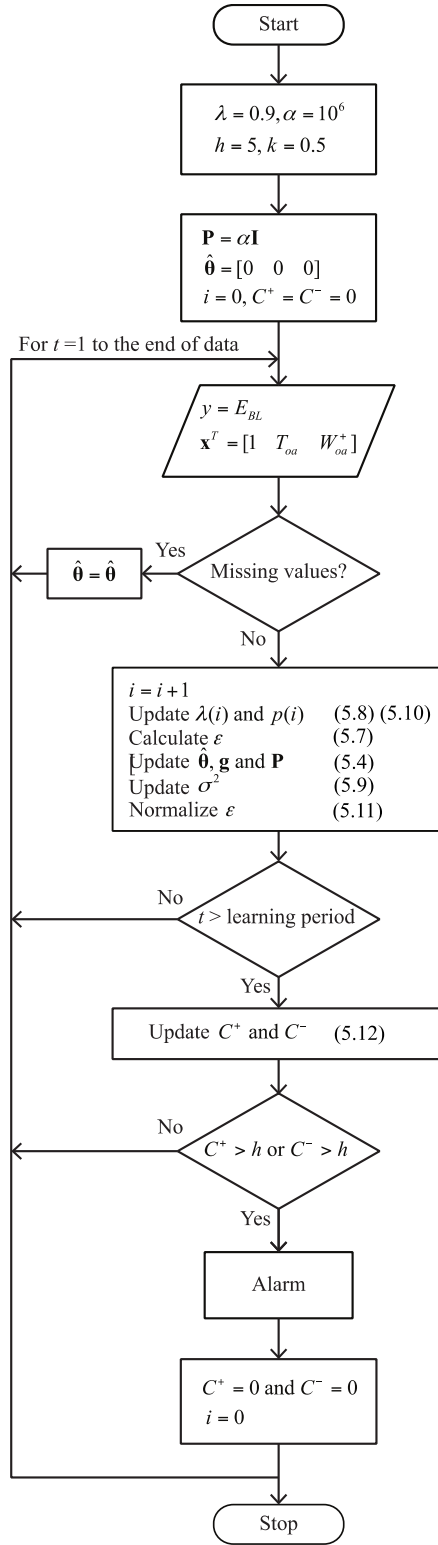 Start
λ = 0.9, α = 10⁶
h = 5, k = 0.5
P = αI
θ̂ = [0 0 0]
i = 0, C⁺ = C⁻ = 0
For t =1 to the end of data
y = E_BL
xᵀ = [1 T_oa W_oa⁺]
Missing values?
Yes
θ̂ = θ̂
No
i = i+1
Update λ(i) and p(i) (5.8) (5.10)
Calculate ε (5.7)
[Update θ̂, g and P (5.4)
Update σ² (5.9)
Normalize ε (5.11)
No
t > learning period
Yes
Update C⁺ and C⁻ (5.12)
No
C⁺ > h or C⁻ > h
Yes
Alarm
C⁺ = 0 and C⁻ = 0
i = 0
Stop